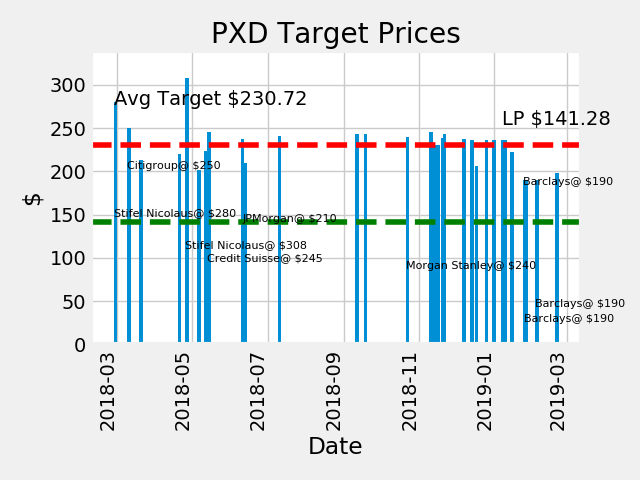 PXD Target Prices
300
250
200
150
100
50
0
$
Avg Target $230.72
LP $141.28
Citigroup@ $250
Barclays@ $190
Stifel Nicolaus@ $280
JPMorgan@ $210
Stifel Nicolaus@ $308
Credit Suisse@ $245
Morgan Stanley@ $240
Barclays@ $190
Barclays@ $190
2018-03
2018-05
2018-07
2018-09
2018-11
2019-01
2019-03
Date